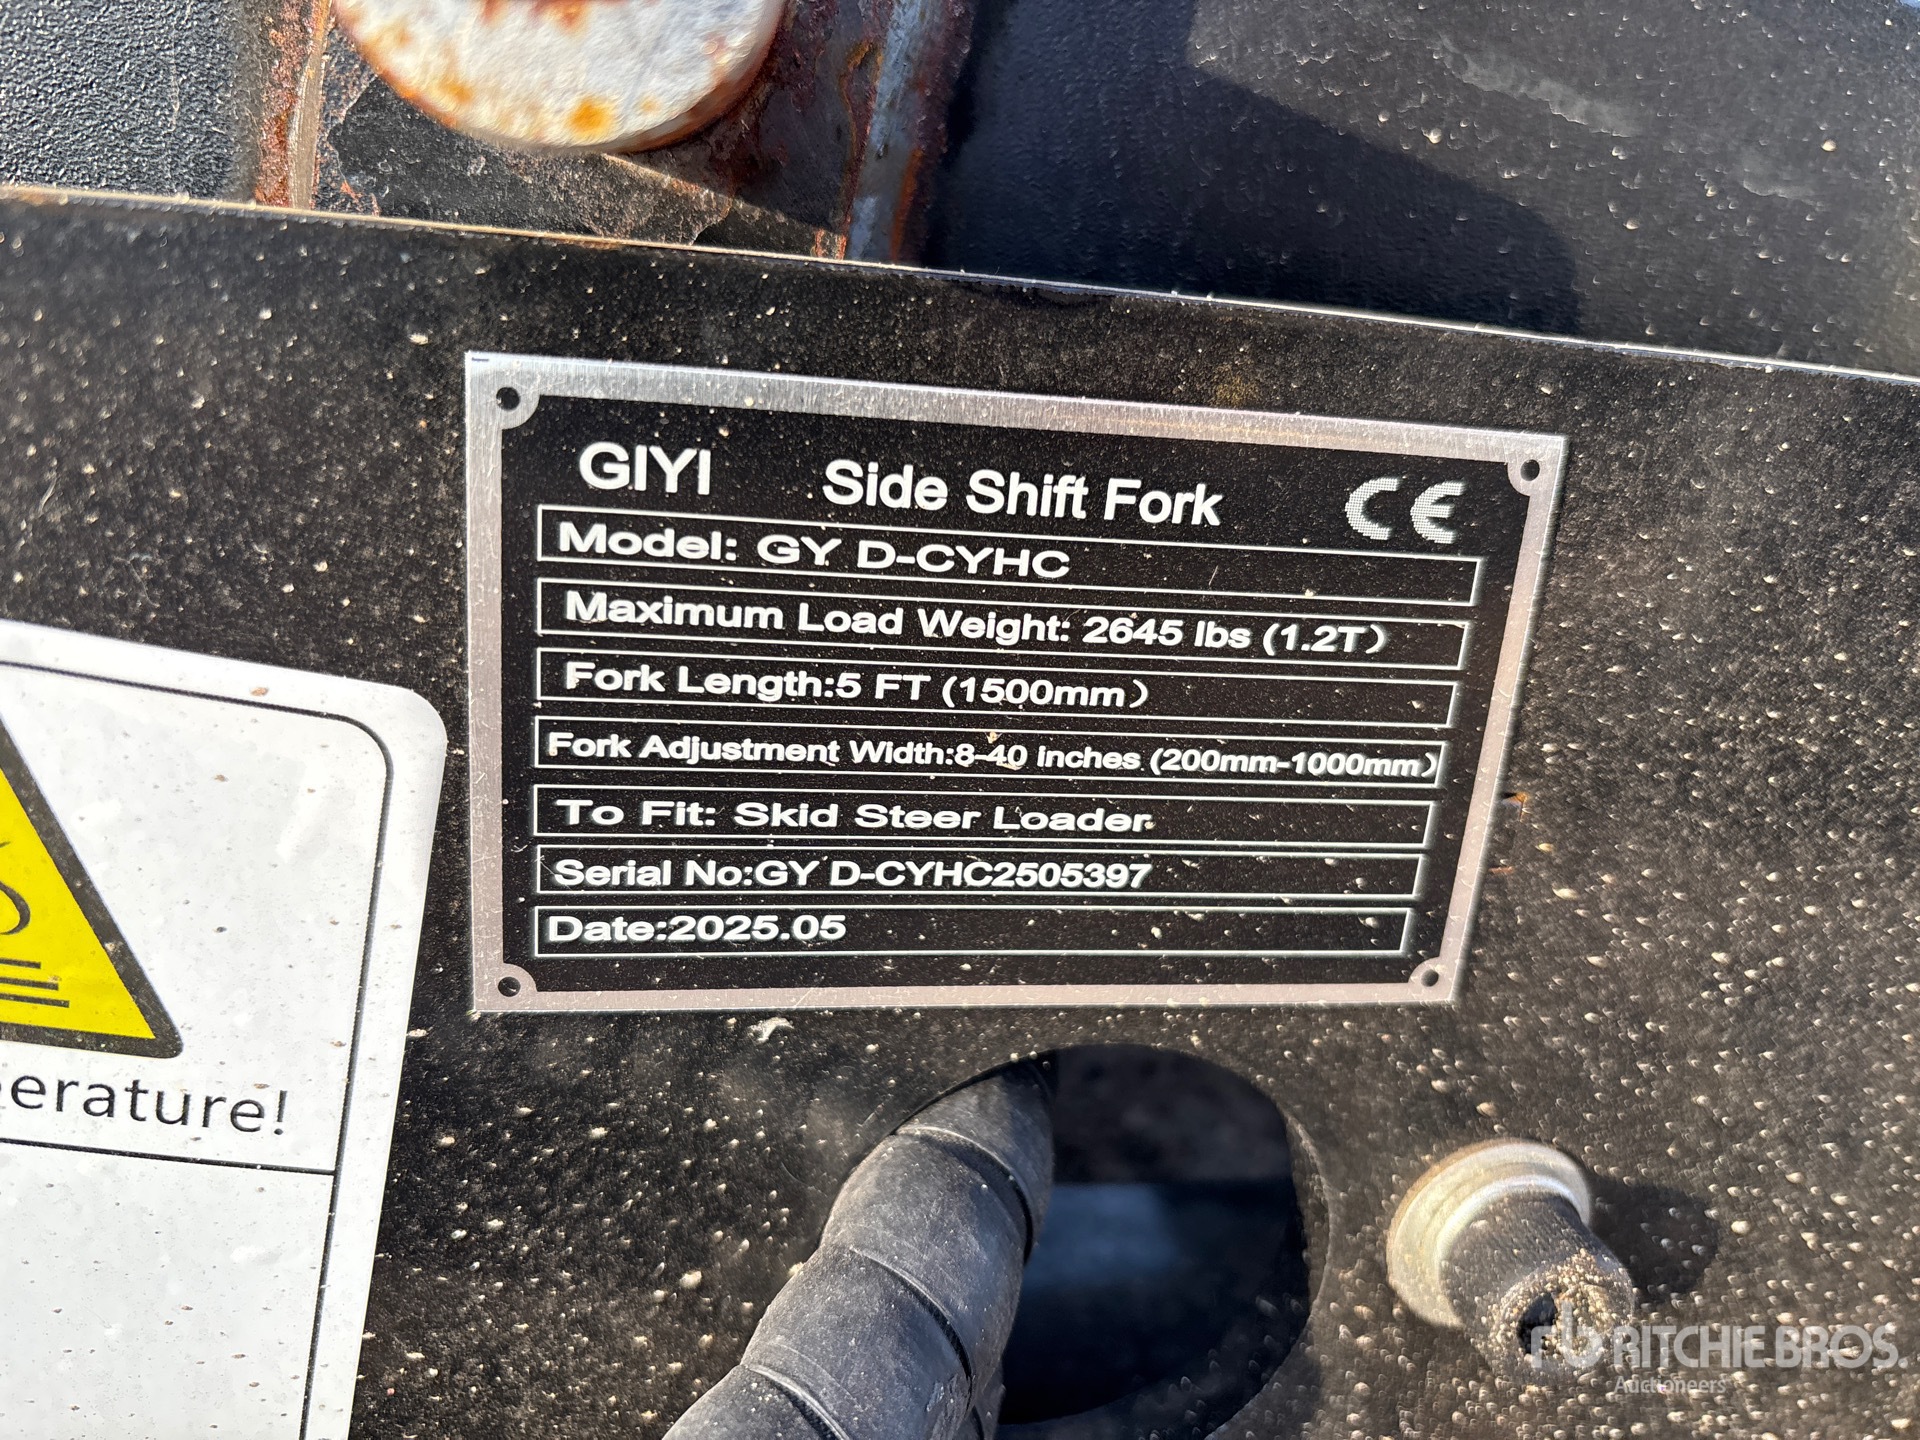 GIYI Side Shift Fork CE
Model: GY D-CYHC
Maximum Load Weight: 2645 lbs (1.2T)
Fork Length:5 FT (1500mm)
Fork Adjustment Width:8-40 inches (200mm-1000mm)
To Fit: Skid Steer Loader
Serial No:GY D-CYHC2505397
Date:2025.05
erature!
rb RITCHIE BROS.
Auctioneers